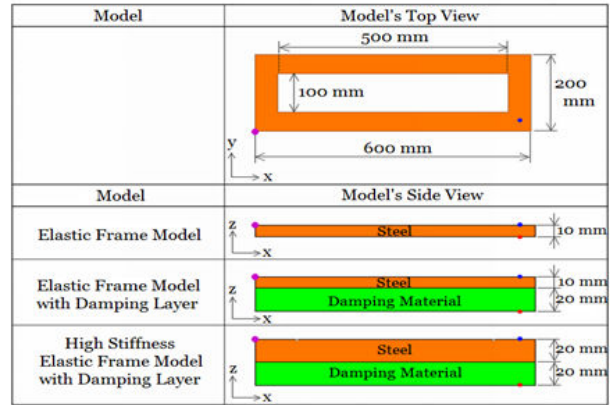 Model Model's Top View
500 mm
100 mm
200
mm
600 mm
y
x
Model Model's Side View
Elastic Frame Model
z
Steel
10 mm
x
Elastic Frame Model
with Damping Layer
z
10 mm
Damping Material
20 mm
x
High Stiffness
Elastic Frame Model
with Damping Layer
z
Steel
20 mm
Damping Material
20 mm
x